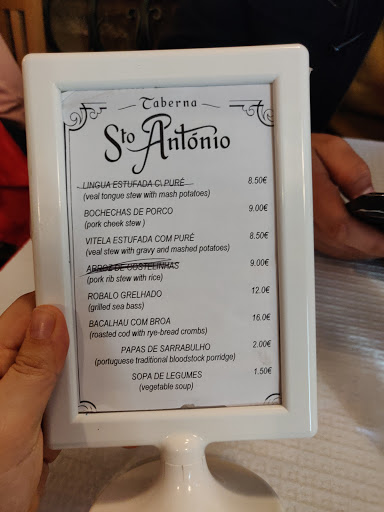 Taberna
Sto António
LINGUA ESTUFADA C\ PURÉ 8.50€
(veal tongue stew with mash potatoes)
BOCHECHAS DE PORCO 9.00€
(pork cheek stew )
VITELA ESTUFADA COM PURÉ 8.50€
(veal stew with gravy and mashed potatoes)
ARROZ DE COSTELINHAS 9.00€
(pork rib stew with rice)
ROBALO GRELHADO 12.0€
(grilled sea bass)
BACALHAU COM BROA 16.0€
(roasted cod with rye-bread crombs)
PAPAS DE SARRABULHO 2.00€
(portuguese traditional bloodstock porridge)
SOPA DE LEGUMES 1.50€
(vegetable soup)